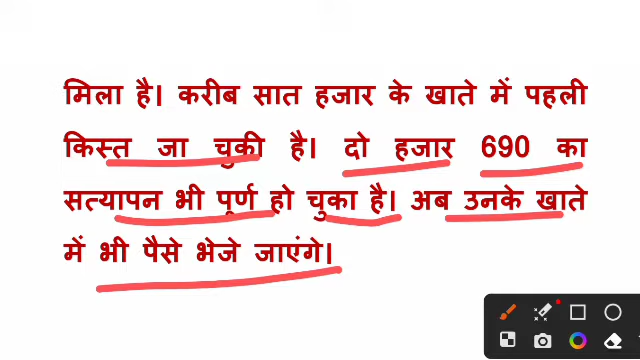 मिला है। करीब सात हजार के खाते में पहली
किस्त जा चुकी है। दो हजार 690 का
सत्यापन भी पूर्ण हो चुका है। अब उनके खाते
में भी पैसे भेजे जाएंगे।